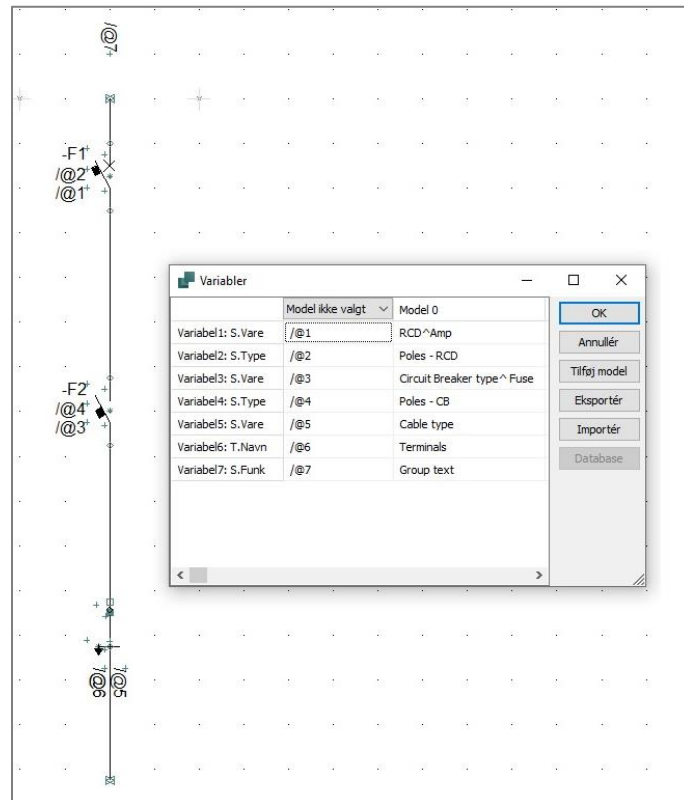 /@7
-F1
/@2
/@1
Variabler
Model ikke valgt Model 0
OK
Variabel1: S.Vare /@1 RCD^Amp
Annullér
Variabel2: S.Type /@2 Poles - RCD
Variabel3: S.Vare /@3 Circuit Breaker type^ Fuse
Tilføj model
Variabel4: S.Type /@4 Poles - CB
Eksportér
Variabel5: S.Vare /@5 Cable type
Importér
Variabel6: T.Navn /@6 Terminals
Database
Variabel7: S.Funk /@7 Group text
-F2
/@4
/@3
/@6
/@5